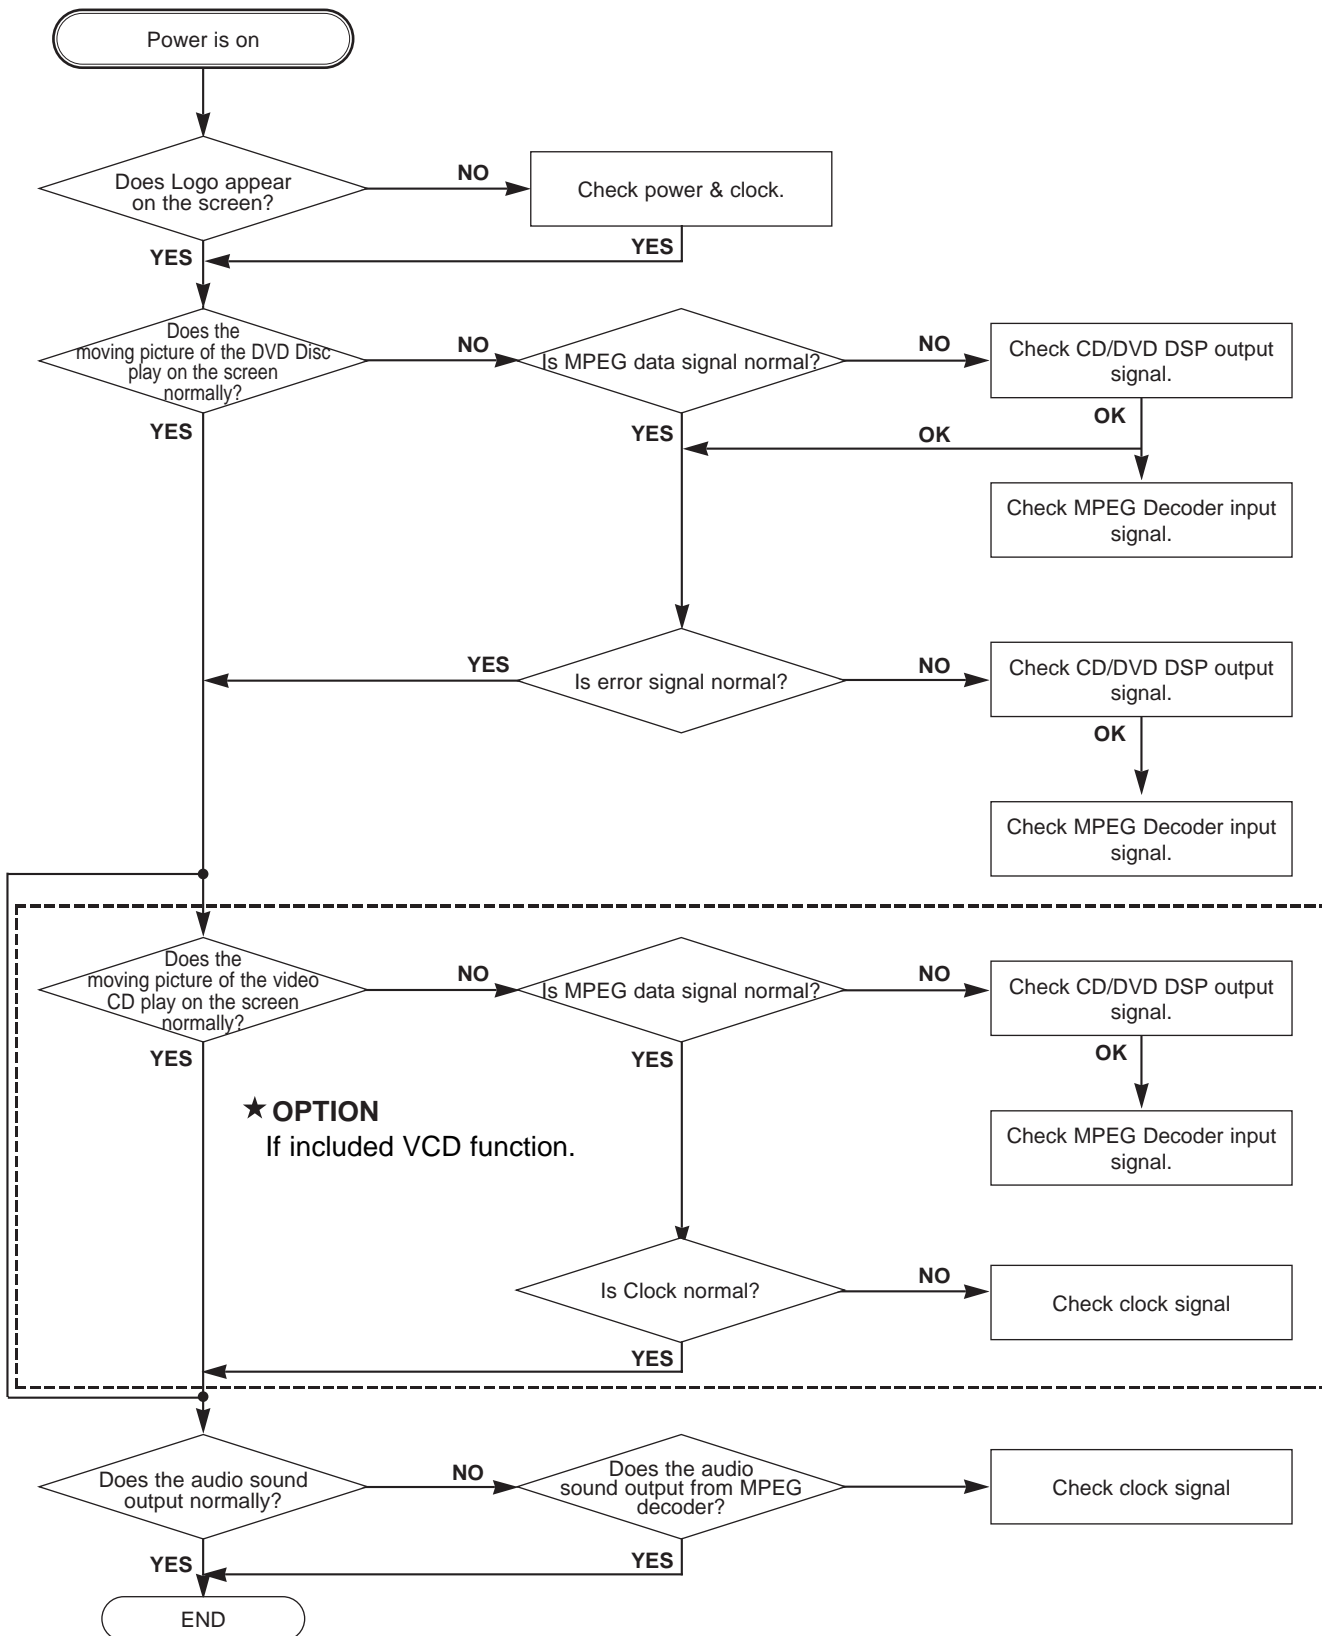 Power is on
Does Logo appear
on the screen?
NO
Check power & clock.
YES
YES
Does the
moving picture of the DVD Disc
play on the screen
normally?
NO
Is MPEG data signal normal?
NO
Check CD/DVD DSP output
signal.
YES
YES
OK
OK
Check MPEG Decoder input
signal.
YES
Is error signal normal?
NO
Check CD/DVD DSP output
signal.
OK
Check MPEG Decoder input
signal.
Does the
moving picture of the video
CD play on the screen
normally?
NO
Is MPEG data signal normal?
NO
Check CD/DVD DSP output
signal.
YES
YES
OK
★ OPTION
If included VCD function.
Check MPEG Decoder input
signal.
Is Clock normal?
NO
Check clock signal
YES
Does the audio sound
output normally?
NO
Does the audio
sound output from MPEG
decoder?
Check clock signal
YES
YES
END